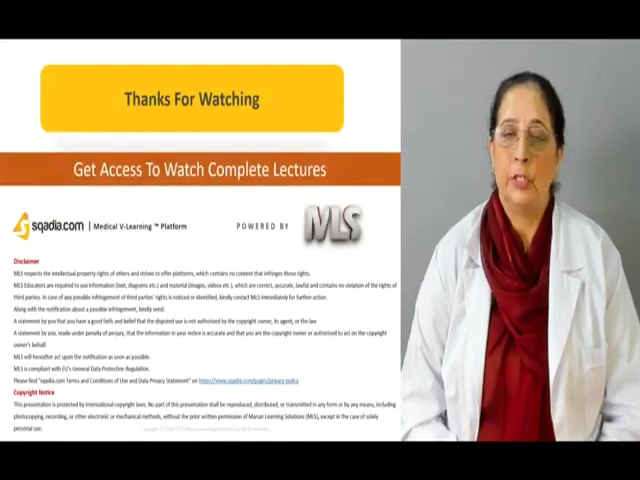 Thanks For Watching
Get Access To Watch Complete Lectures
sqadia.com | Medical V-Learning ™ Platform
POWERED BY MLS
Disclaimer
MLS respects the intellectual property rights of others and strives to offer platforms, which contains no content that infringes those rights.
MLS Educators are required to use Information (text, diagrams etc.) and material (images, videos etc.), which are correct, accurate, lawful and contains no violation of the rights of
third parties. In case of any possible infringement of third parties' rights is noticed or identified, kindly contact MLS immediately for further action.
Along with the notification about a possible infringement, kindly send:
A statement by you that you have a good faith and belief that the disputed use is not authorized by the copyright owner, its agent, or the law
A statement by you, made under penalty of perjury, that the information in your notice is accurate and that you are the copyright owner or authorized to act on the copyright
owner's behalf.
MLS will hereafter act upon the notification as soon as possible.
MLS is compliant with EU's General Data Protection Regulation.
Please find "sqadia.com Terms and Conditions of Use and Data Privacy Statement" on https://www.sqadia.com/pages/privacy-policy
Copyright Notice
This presentation is protected by International copyright laws. No part of this presentation shall be reproduced, distributed, or transmitted in any form or by any means, including
photocopying, recording, or other electronic or mechanical methods, without the prior written permission of Manan Learning Solutions (MLS), except in the case of solely
personal use.